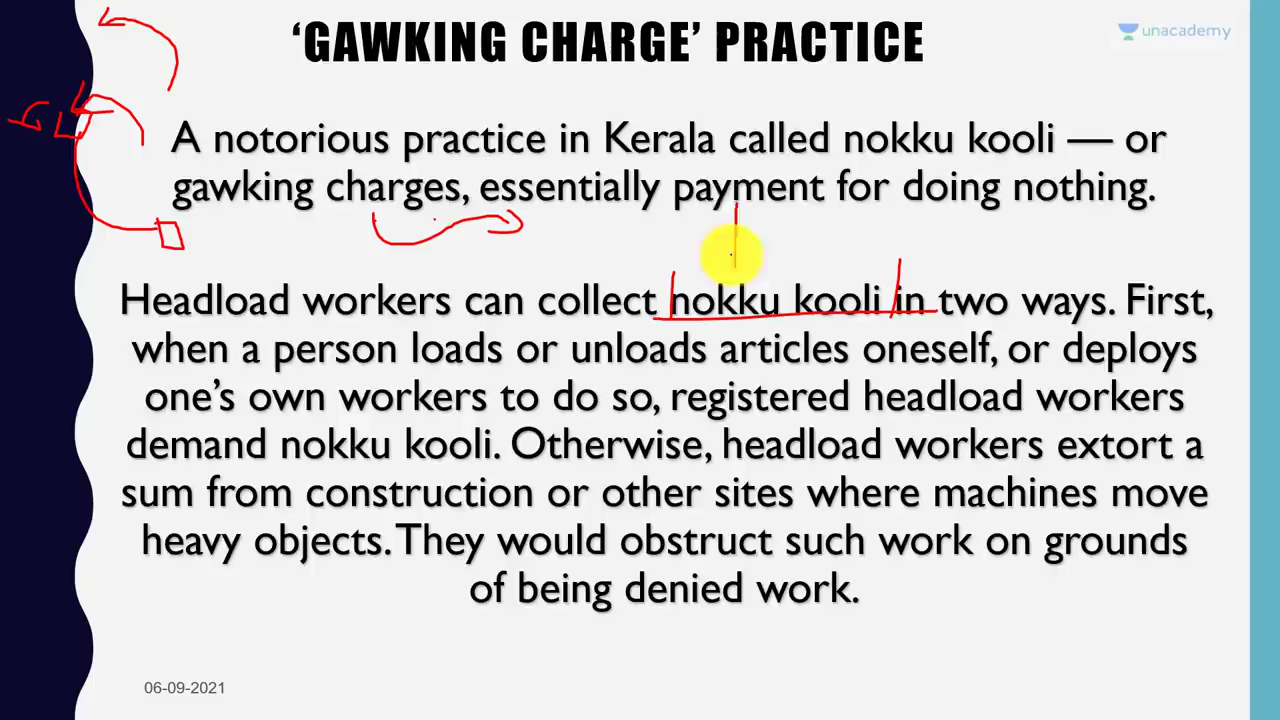 ‘GAWKING CHARGE’ PRACTICE
unacademy
A notorious practice in Kerala called nokku kooli — or
gawking charges, essentially payment for doing nothing.
Headload workers can collect nokku kooli in two ways. First,
when a person loads or unloads articles oneself, or deploys
one’s own workers to do so, registered headload workers
demand nokku kooli. Otherwise, headload workers extort a
sum from construction or other sites where machines move
heavy objects. They would obstruct such work on grounds
of being denied work.
06-09-2021